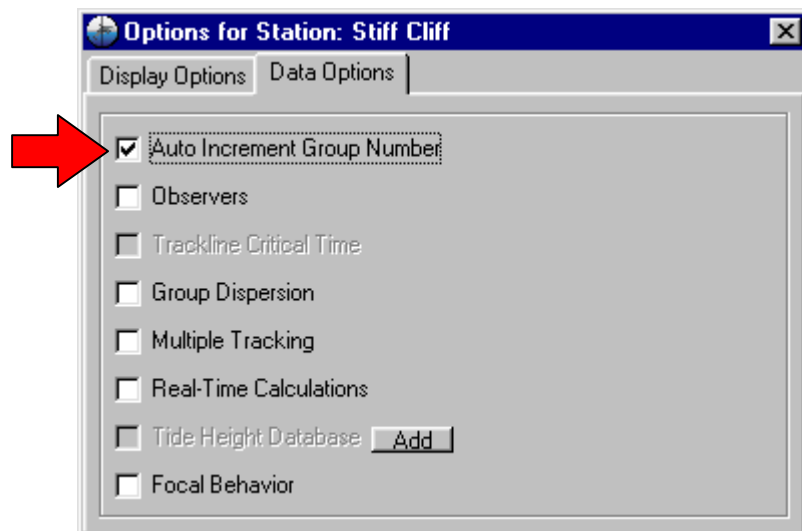 Options for Station: Stiff Cliff
Display Options Data Options
Auto Increment Group Number
Observers
Trackline Critical Time
Group Dispersion
Multiple Tracking
Real-Time Calculations
Tide Height Database Add
Focal Behavior